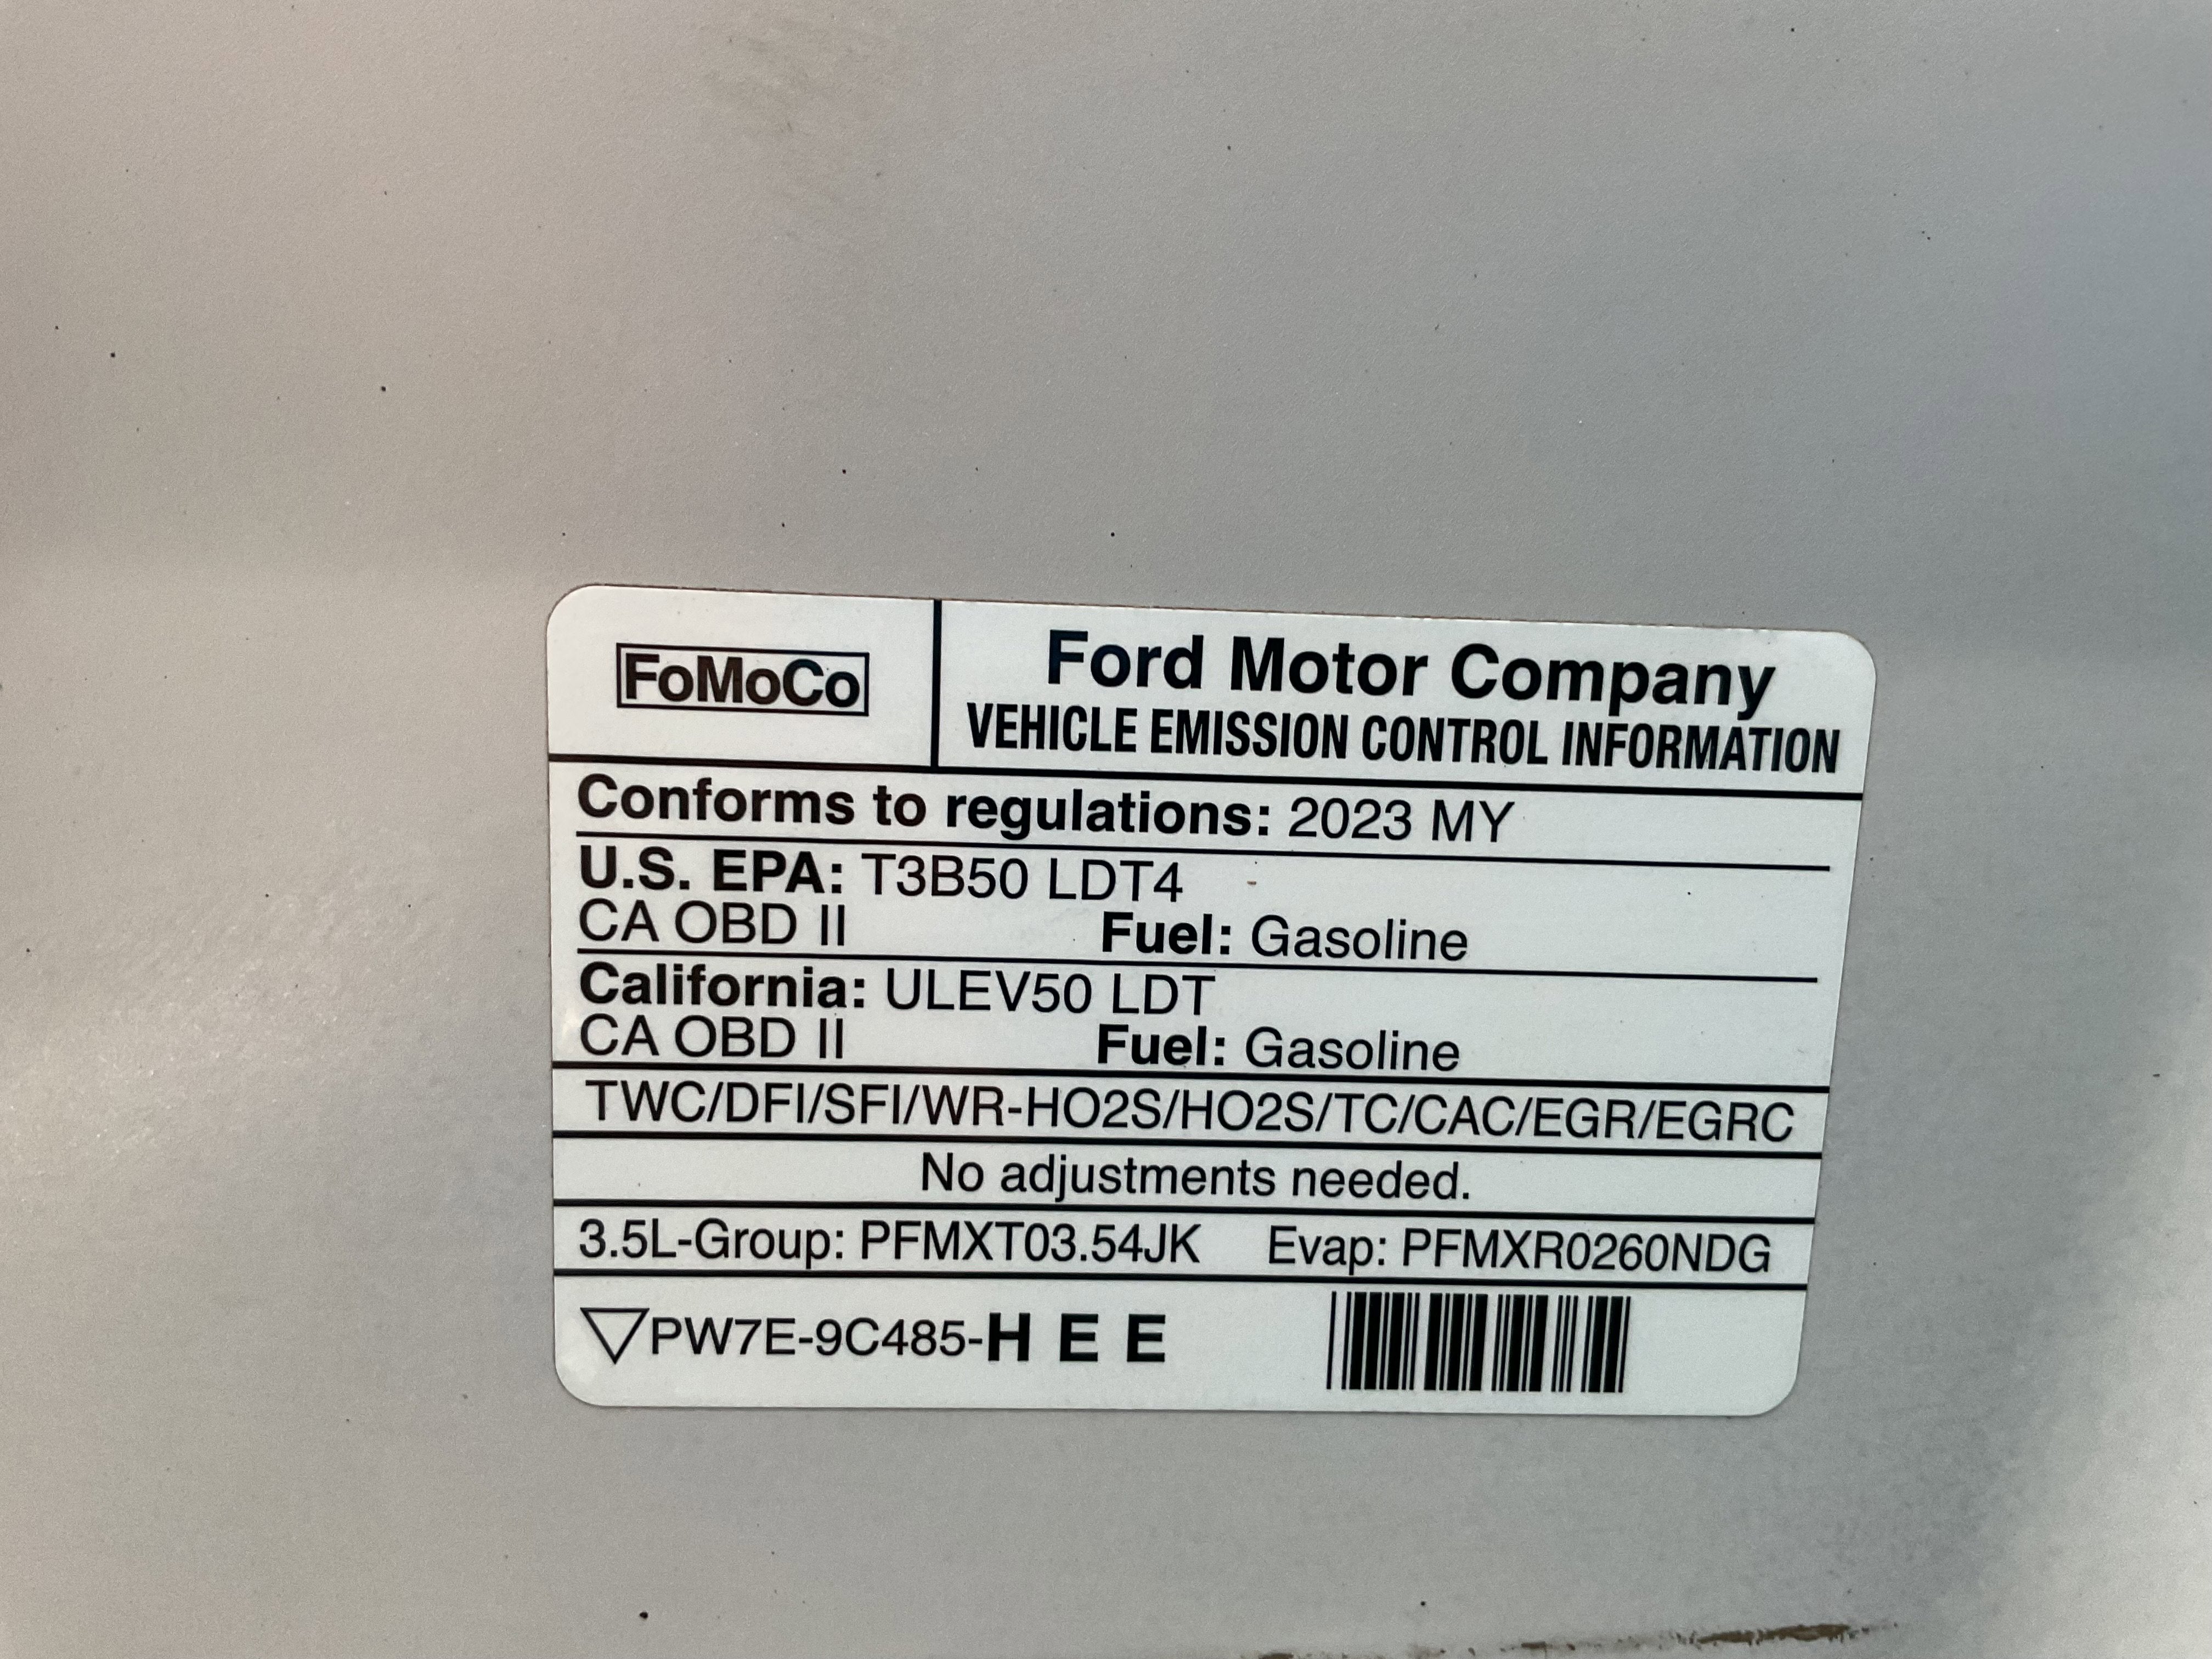 FoMoCo
Ford Motor Company
VEHICLE EMISSION CONTROL INFORMATION
Conforms to regulations: 2023 MY
U.S. EPA: T3B50 LDT4
CA OBD II Fuel: Gasoline
California: ULEV50 LDT
CA OBD II Fuel: Gasoline
TWC/DFI/SFI/WR-HO2S/HO2S/TC/CAC/EGR/EGRC
No adjustments needed.
3.5L-Group: PFMXT03.54JK Evap: PFMXR0260NDG
PW7E-9C485-H E E